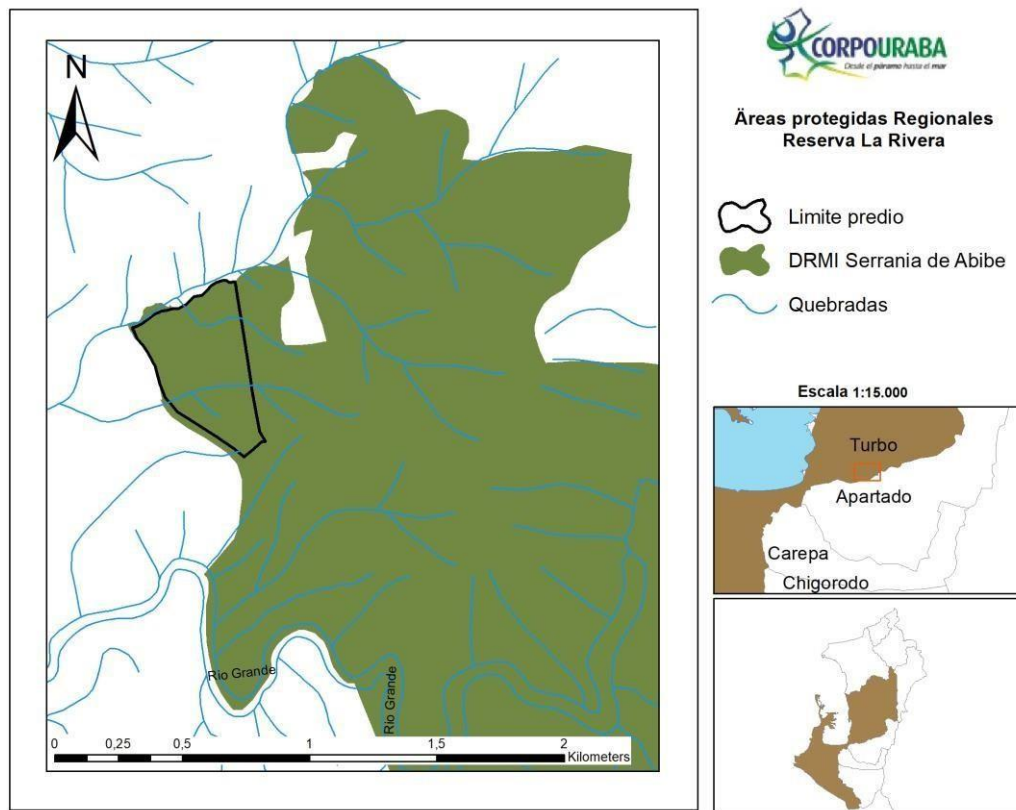 N
Rio Grande
Rio Grande
0 0,25 0,5 1 1,5 2
Kilometers
CORPOURABA
Desde el páramo hasta el mar
Äreas protegidas Regionales
Reserva La Rivera
Limite predio
DRMI Serrania de Abibe
Quebradas
Escala 1:15.000
Turbo
Apartado
Carepa
Chigorodo